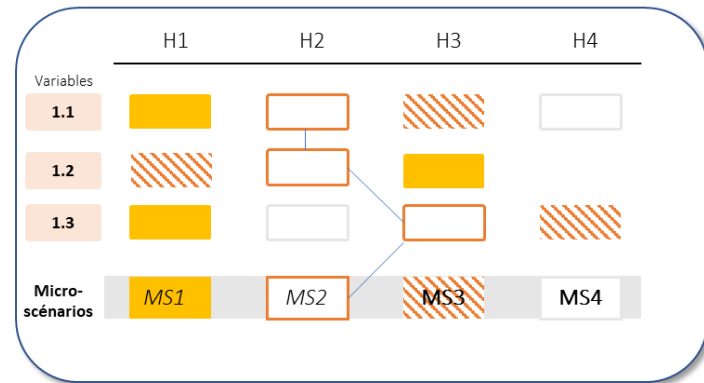 H1 H2 H3 H4
Variables
1.1
1.2
1.3
Micro-
scénarios
MS1 MS2 MS3 MS4